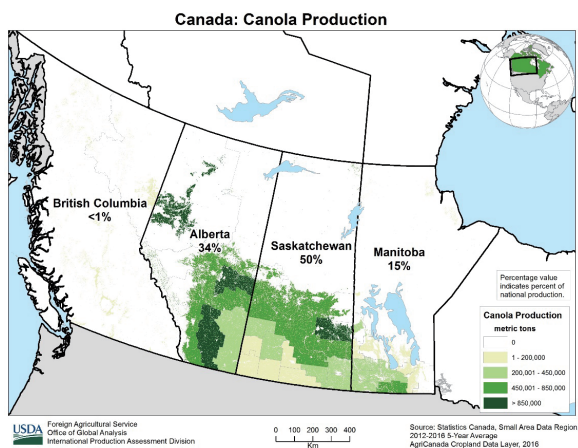 Canada: Canola Production
British Columbia
<1%
Alberta
34%
Saskatchewan
50%
Manitoba
15%
Percentage value
indicates percent of
national production.
Canola Production
metric tons
0
1 - 200,000
200,001 - 450,000
450,001 - 850,000
> 850,000
USDA
Foreign Agricultural Service
Office of Global Analysis
International Production Assessment Division
0 100 200 300 400
Km
Source: Statistics Canada, Small Area Data Region
2012-2016 5-Year Average
AgriCanada Cropland Data Layer, 2016